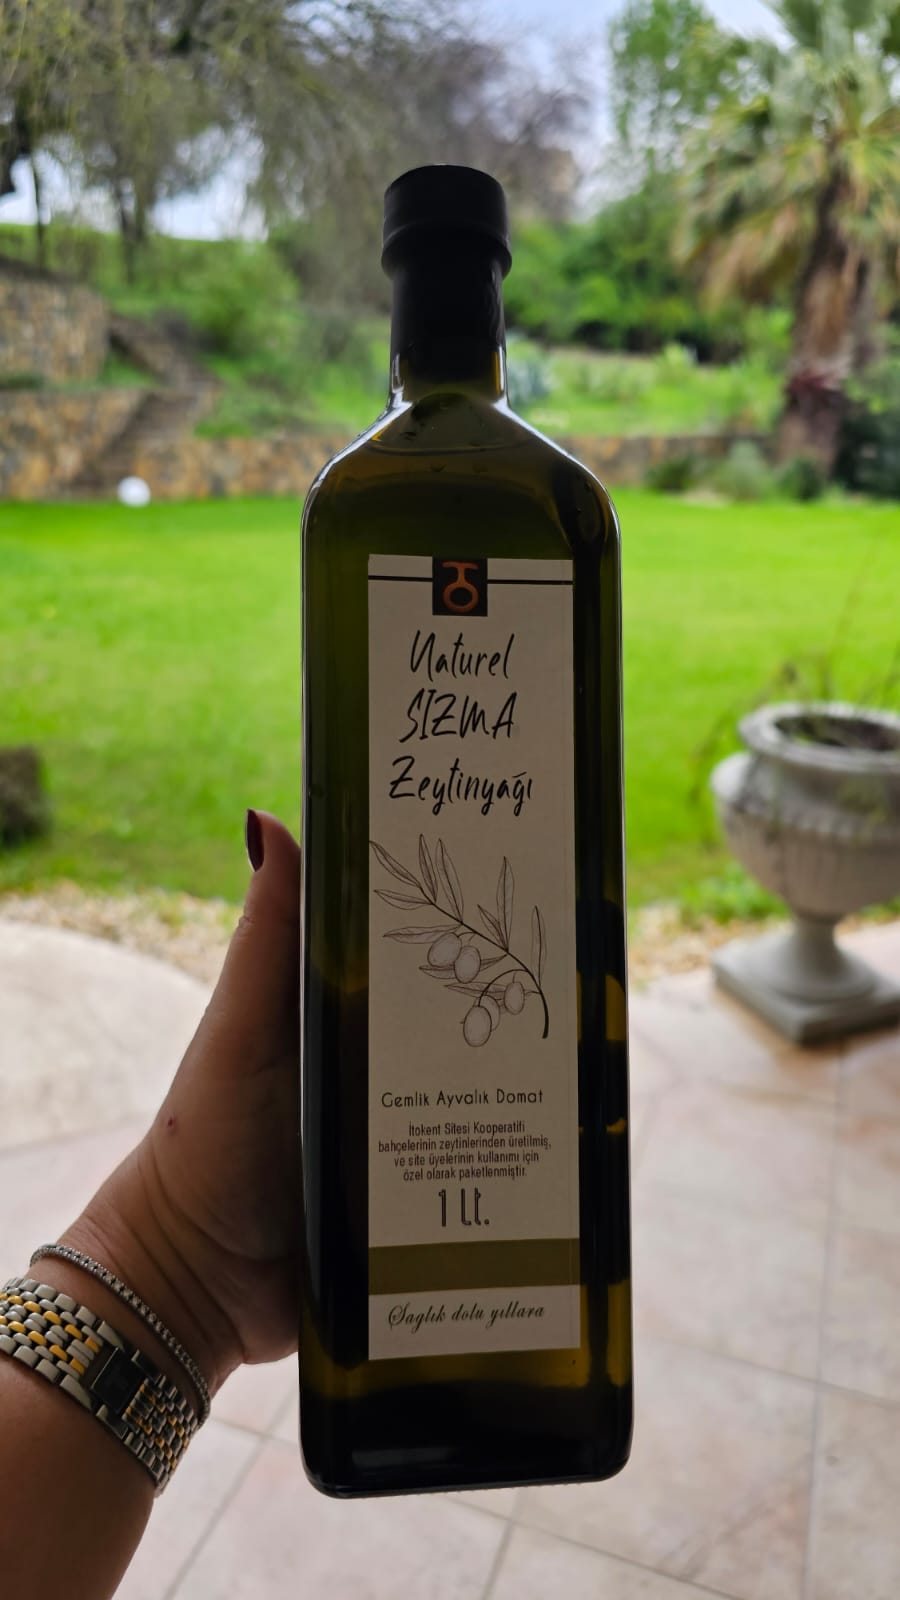 Naturel
SIZMA
Zeytinyağı
Gemlik Ayvalık Domat
İtokent Sitesi Kooperatifi
bahçelerinin zeytinlerinden üretilmiş,
ve site üyelerinin kullanımı için
özel olarak paketlenmiştir.
1 Lt.
Sağlık dolu yıllara